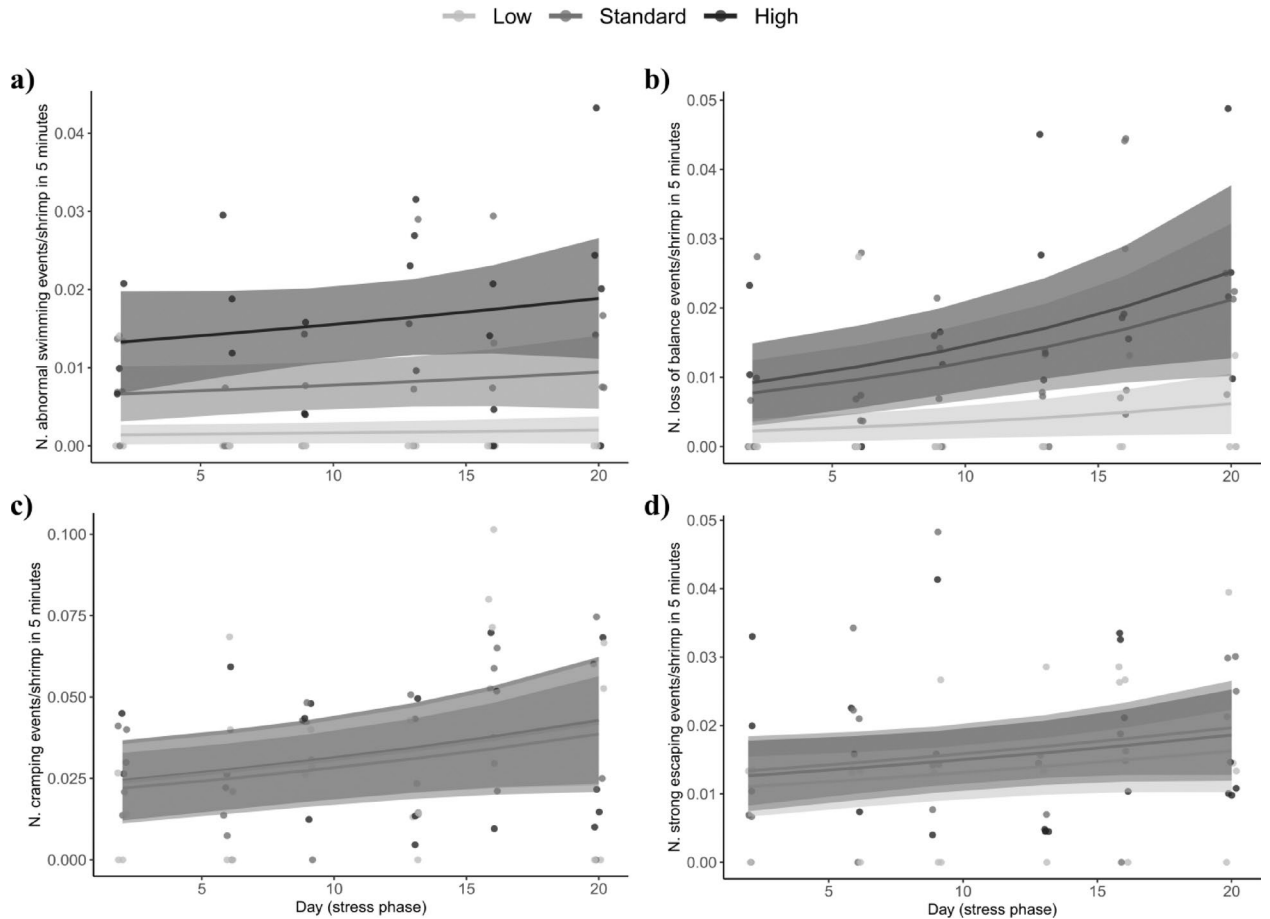 Low Standard High
a)
N. abnormal swimming events/shrimp in 5 minutes
0.04
0.03
0.02
0.01
0.00
5 10 15 20
b)
N. loss of balance events/shrimp in 5 minutes
0.05
0.04
0.03
0.02
0.01
0.00
5 10 15 20
c)
N. cramping events/shrimp in 5 minutes
0.100
0.075
0.050
0.025
0.000
5 10 15 20
Day (stress phase)
d)
N. strong escaping events/shrimp in 5 minutes
0.05
0.04
0.03
0.02
0.01
0.00
5 10 15 20
Day (stress phase)